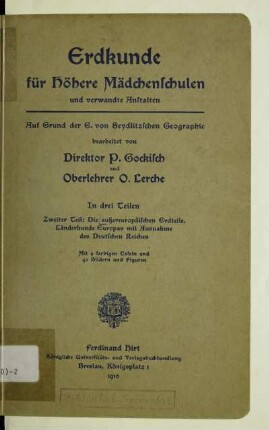 Erdkunde
für Höhere Mädchenschulen
und verwandte Anstalten
Auf Grund der E. von Seydlitzschen Geographie
bearbeitet von
Direktor P. Gockisch
und
Oberlehrer O. Lerche
In drei Teilen
Zweiter Teil: Die außereuropäischen Erdteile.
Länderkunde Europas mit Ausnahme
des Deutschen Reiches
Mit 4 farbigen Tafeln und
Bildern und Figuren
Ferdinand Hirt
Königliche Universitäts- und Verlagsbuchhandlung
Breslau, Königsplatz 1
1910
)-2